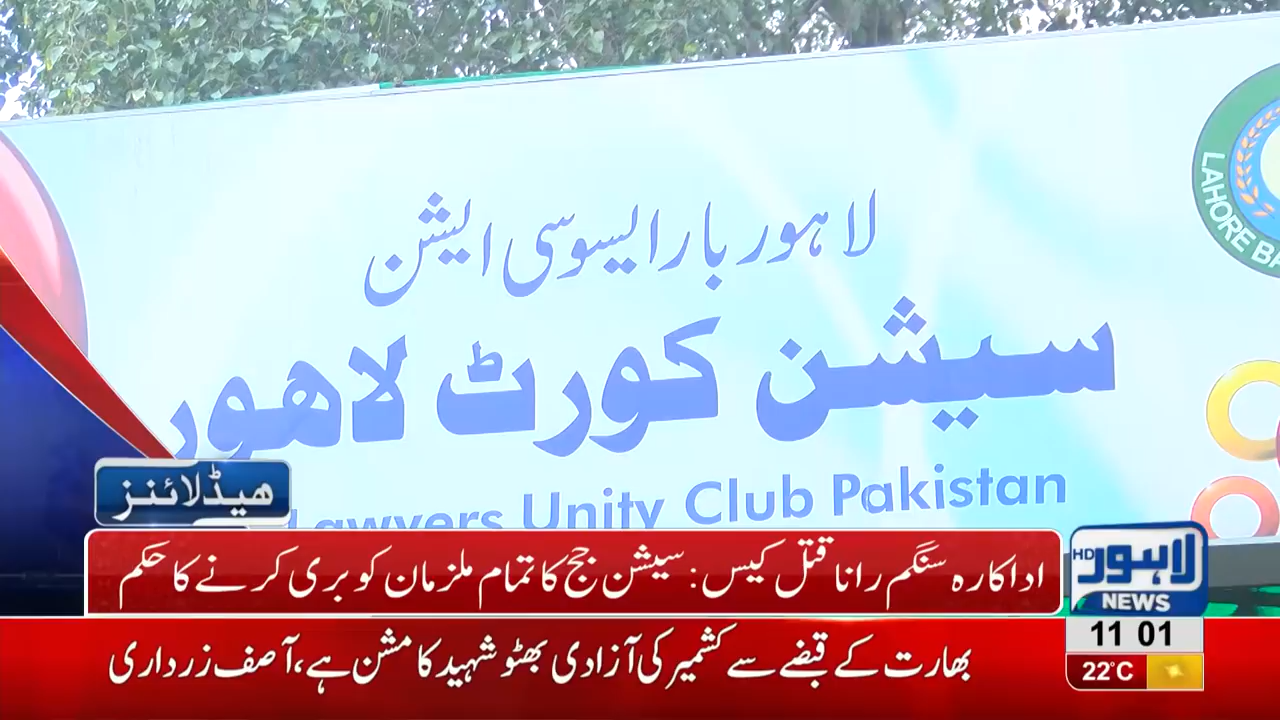 لاہور بار ایسوسی ایشن
سیشن کورٹ لاہور
Lawyers Unity Club Pakistan
LAHORE
ہیڈلائنز
اداکارہ سنگم رانا قتل کیس: سیشن جج کا تمام ملزمان کو بری کرنے کا حکم
لاہور HD
NEWS
11 01
22°C
بھارت کے قبضے سے کشمیر کی آزادی بھٹو شہید کا مشن ہے، آصف زرداری